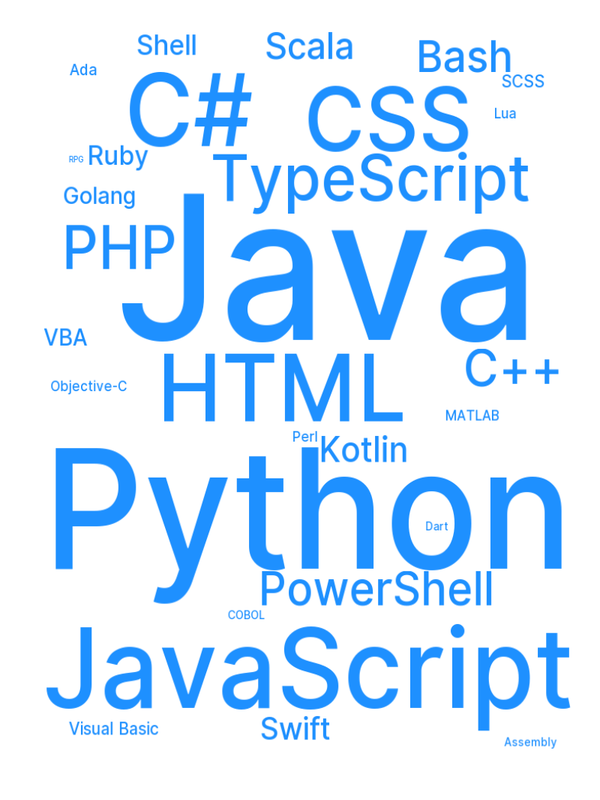 Shell
Scala
Bash
Ada
SCSS
C#
CSS
Lua
RPG
Ruby
TypeScript
Golang
PHP
Java
VBA
C++
Objective-C
HTML
MATLAB
Perl
Kotlin
Python
Dart
PowerShell
COBOL
JavaScript
Visual Basic
Swift
Assembly